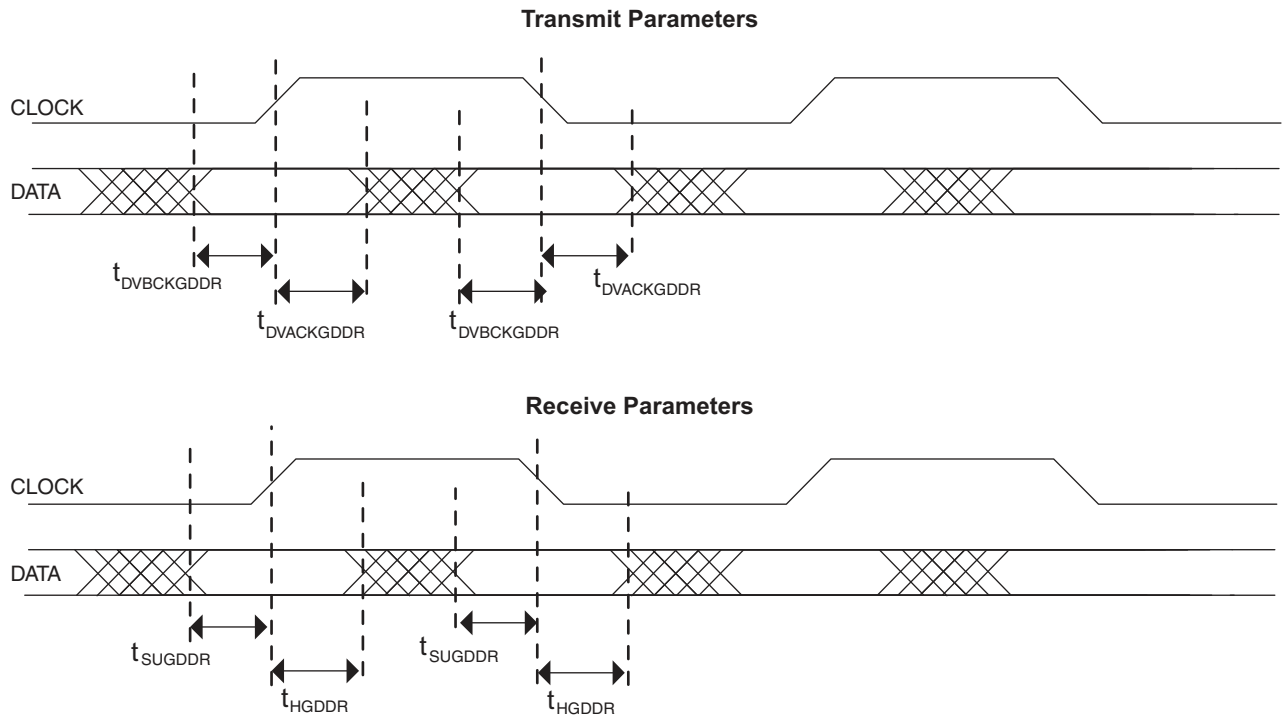 Transmit Parameters
CLOCK
DATA
tDVBCKGDDR
tDVACKGDDR
tDVACKGDDR
tDVBCKGDDR
Receive Parameters
CLOCK
DATA
tSUGDDR
tSUGDDR
tHGDDR
tHGDDR